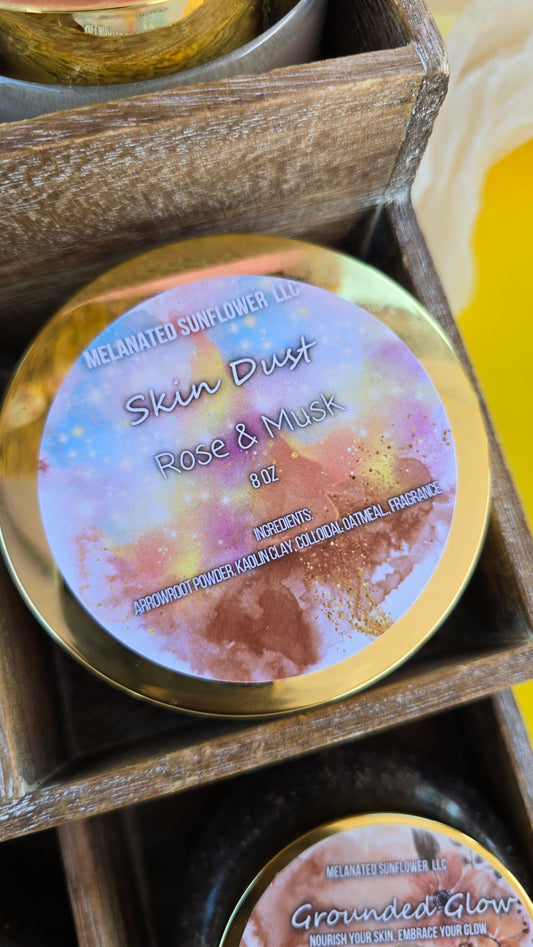 MELANATED SUNFLOWER LLC
Skin Dust
Rose & Musk
8 OZ
INGREDIENTS:
ARROWROOT POWDER, KAOLIN CLAY, COLLOIDAL OATMEAL, FRAGRANCE
MELANATED SUNFLOWER LLC
Grounded Glow
NOURISH YOUR SKIN, EMBRACE YOUR GLOW